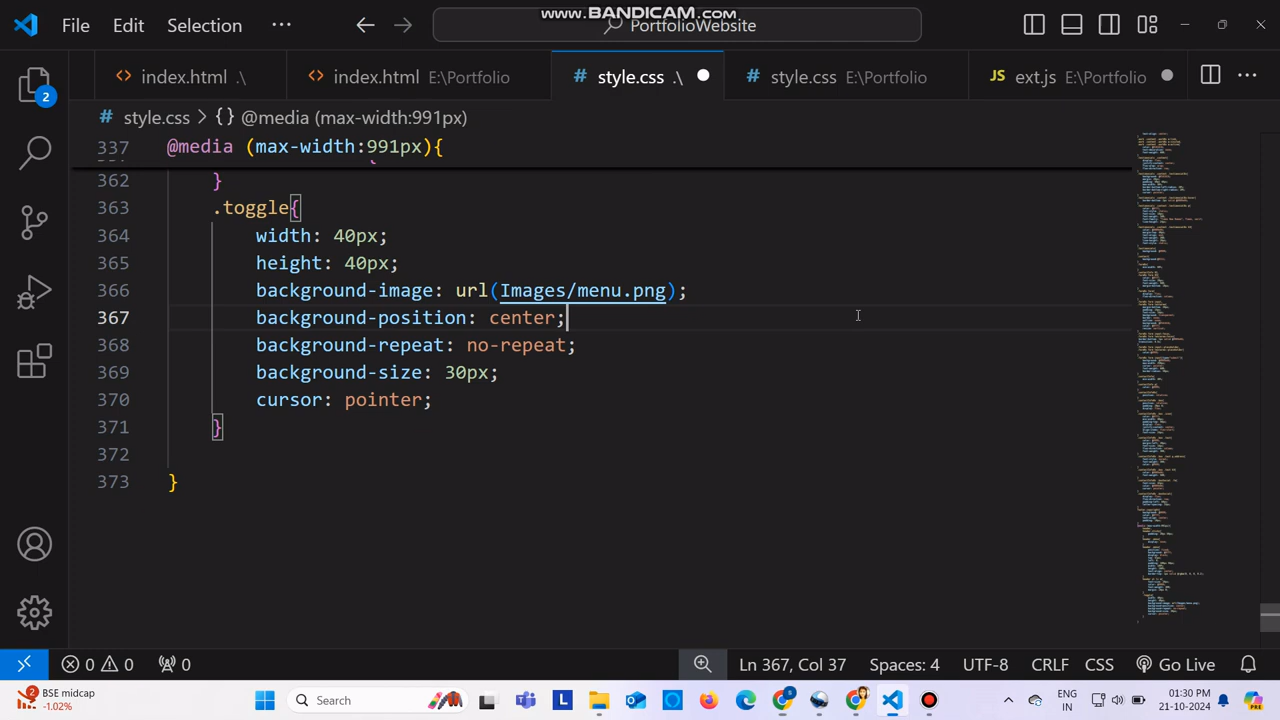 www.BANDICAM.com
File Edit Selection ··· PortfolioWebsite
index.html .\ index.html E:\Portfolio style.css .\ style.css E:\Portfolio ext.js E:\Portfolio ···
2
style.css > {} @media (max-width:991px)
337 @media (max-width:991px){
362 }
363 .toggle{
364 width: 40px;
365 height: 40px;
366 background-image: url(Images/menu.png);
367 background-position: center;
368 background-repeat: no-repeat;
369 background-size: px;
370 cursor: pointer;
371 }
372
373 }
0 0 0 Ln 367, Col 37 Spaces: 4 UTF-8 CRLF CSS Go Live
2 BSE midcap
-1.02%
Search
ENG
IN
01:30 PM
21-10-2024